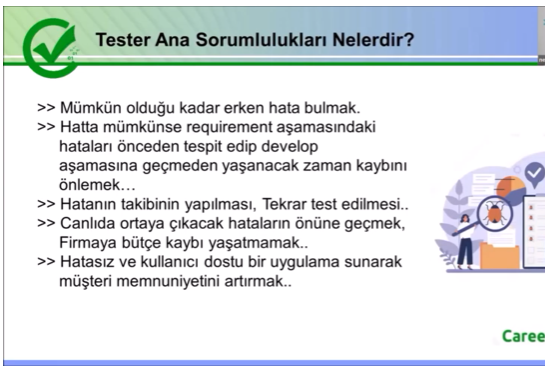 Tester Ana Sorumlulukları Nelerdir?
>> Mümkün olduğu kadar erken hata bulmak.
>> Hatta mümkünse requirement aşamasındaki
hataları önceden tespit edip develop
aşamasına geçmeden yaşanacak zaman kaybını
önlemek…
>> Hatanın takibinin yapılması, Tekrar test edilmesi..
>> Canlıda ortaya çıkacak hataların önüne geçmek,
Firmaya bütçe kaybı yaşatmamak..
>> Hatasız ve kullanıcı dostu bir uygulama sunarak
müşteri memnuniyetini artırmak..
Caree